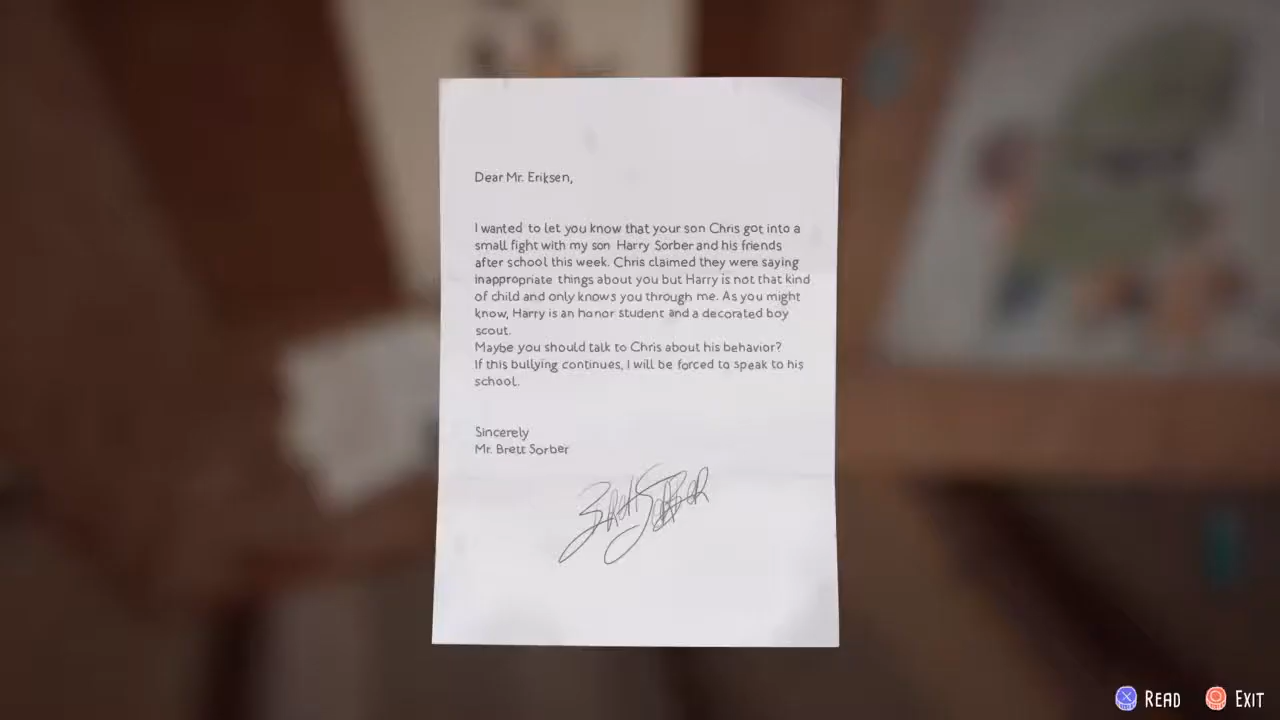 Dear Mr. Eriksen,
I wanted to let you know that your son Chris got into a
small fight with my son Harry Sorber and his friends
after school this week. Chris claimed they were saying
inappropriate things about you but Harry is not that kind
of child and only knows you through me. As you might
know, Harry is an honor student and a decorated boy
scout.
Maybe you should talk to Chris about his behavior?
If this bullying continues, I will be forced to speak to his
school.
Sincerely
Mr. Brett Sorber
Brett Sorber
READ EXIT